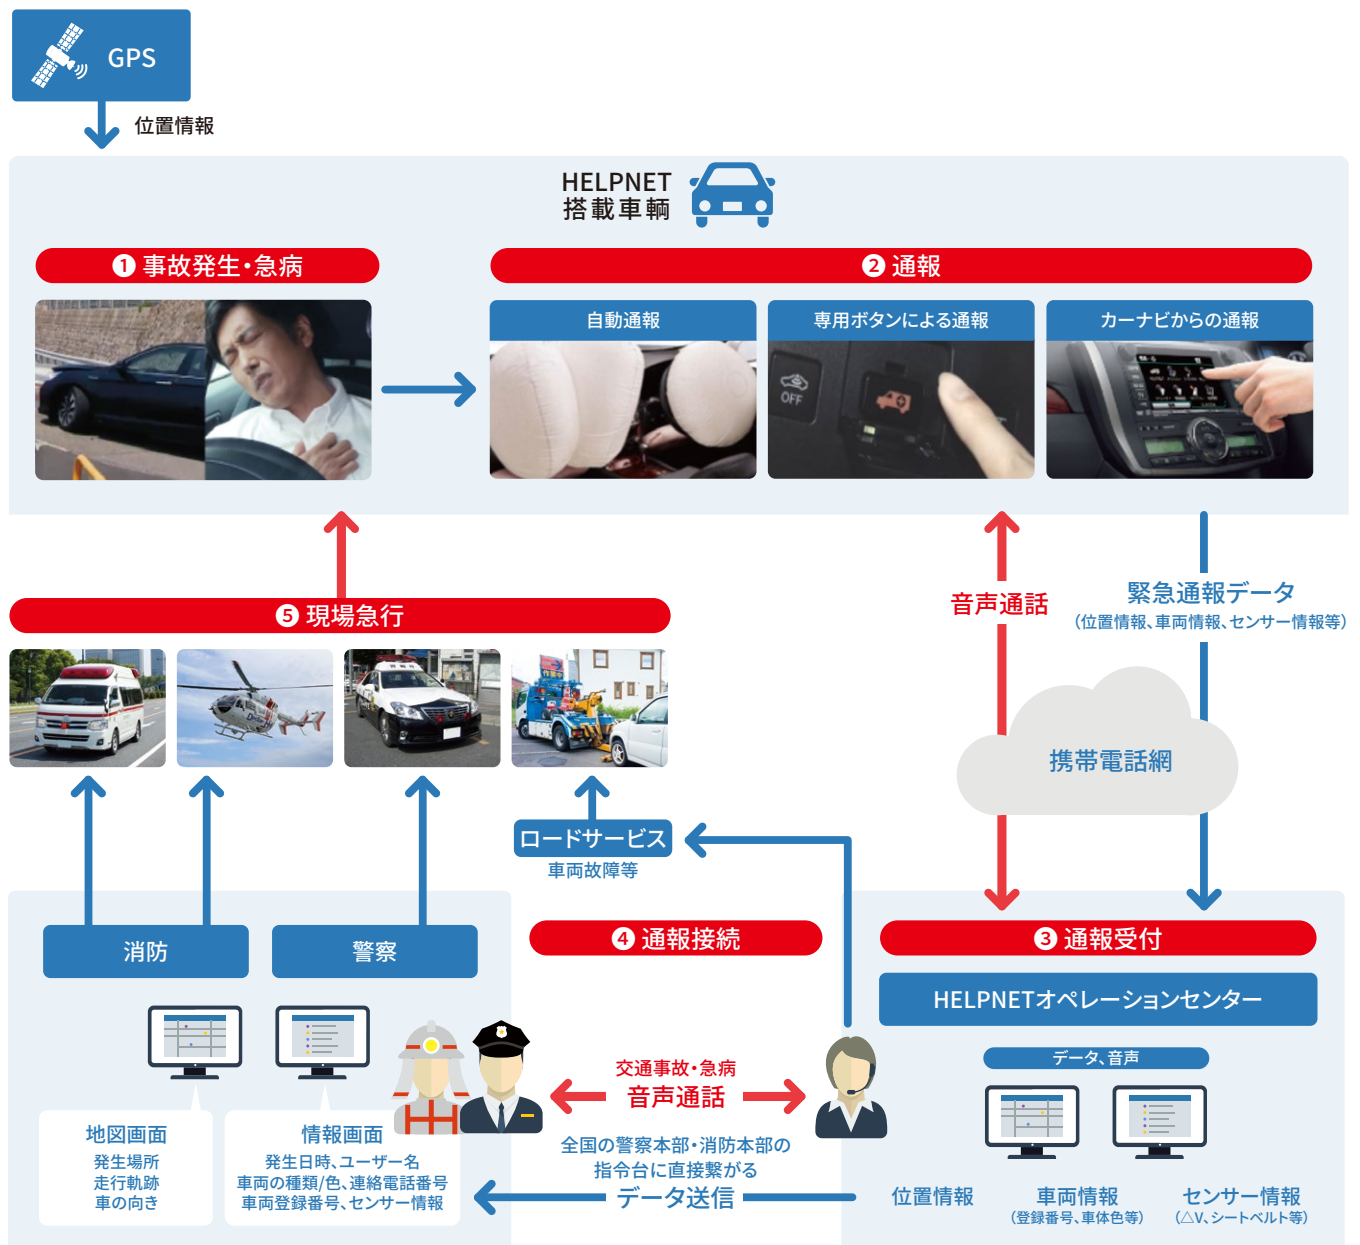 GPS
位置情報
HELPNET
搭載車輌
❶ 事故発生・急病
❷ 通報
自動通報
専用ボタンによる通報
カーナビからの通報
OFF
❺ 現場急行
音声通話
緊急通報データ
（位置情報、車両情報、センサー情報等）
携帯電話網
ロードサービス
車両故障等
消防
警察
❹ 通報接続
❸ 通報受付
HELPNETオペレーションセンター
データ、音声
交通事故・急病
音声通話
全国の警察本部・消防本部の
指令台に直接繋がる
データ送信
地図画面
発生場所
走行軌跡
車の向き
情報画面
発生日時、ユーザー名
車両の種類/色、連絡電話番号
車両登録番号、センサー情報
位置情報
車両情報
（登録番号、車体色等）
センサー情報
（△V、シートベルト等）